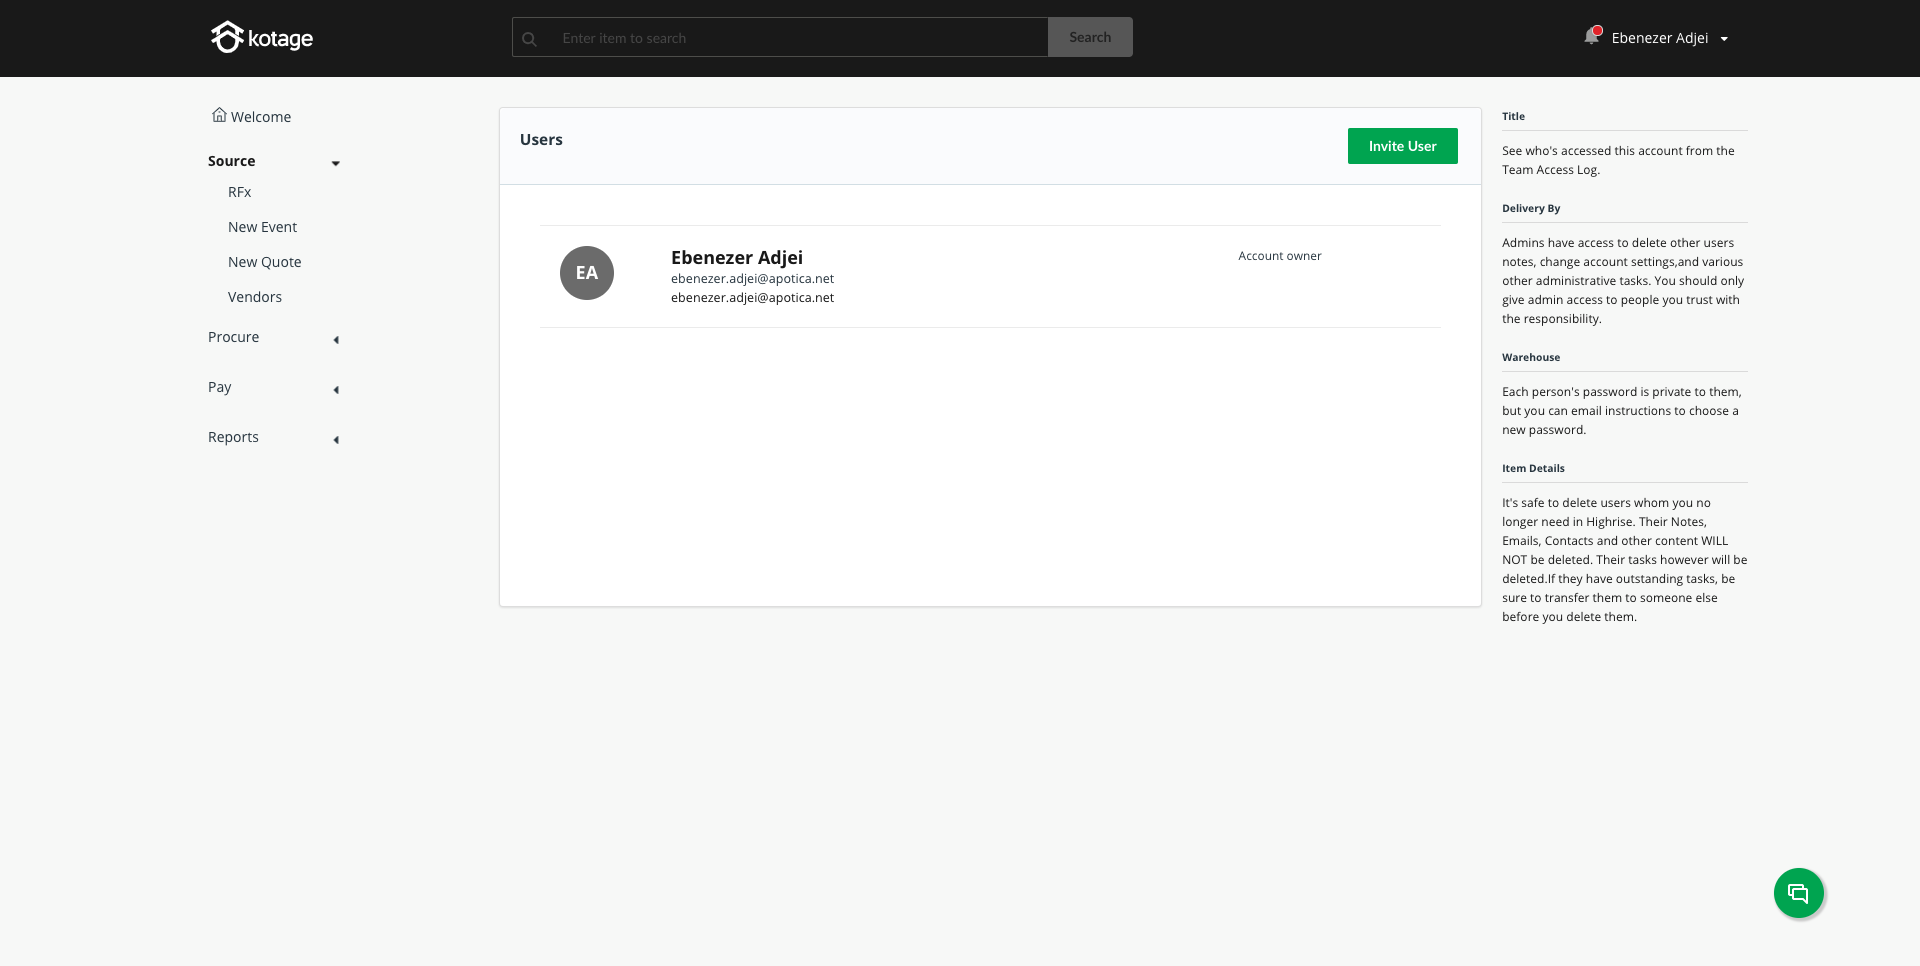 kotage
Enter item to search
Search
Ebenezer Adjei
Welcome
Source
RFx
New Event
New Quote
Vendors
Procure
Pay
Reports
Users
Invite User
EA
Ebenezer Adjei
ebenezer.adjei@apotica.net
ebenezer.adjei@apotica.net
Account owner
Title
See who's accessed this account from the
Team Access Log.
Delivery By
Admins have access to delete other users
notes, change account settings,and various
other administrative tasks. You should only
give admin access to people you trust with
the responsibility.
Warehouse
Each person's password is private to them,
but you can email instructions to choose a
new password.
Item Details
It's safe to delete users whom you no
longer need in Highrise. Their Notes,
Emails, Contacts and other content WILL
NOT be deleted. Their tasks however will be
deleted.If they have outstanding tasks, be
sure to transfer them to someone else
before you delete them.